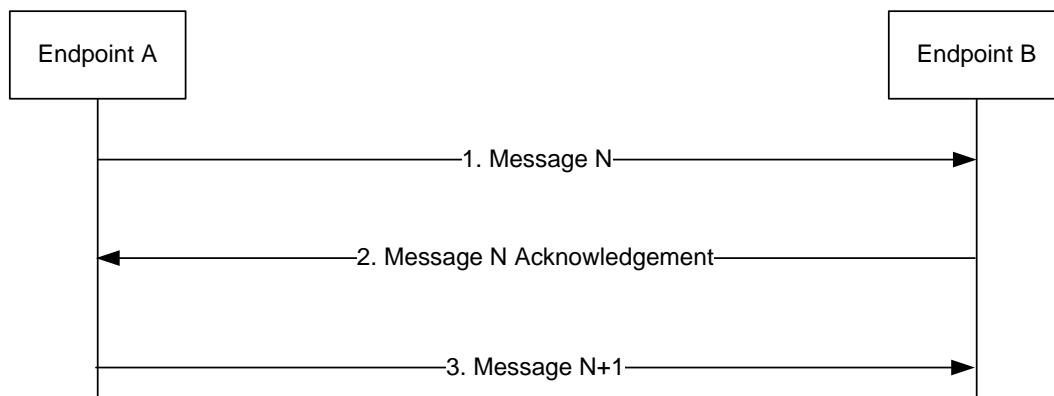 Endpoint A
Endpoint B
1. Message N
2. Message N Acknowledgement
3. Message N+1